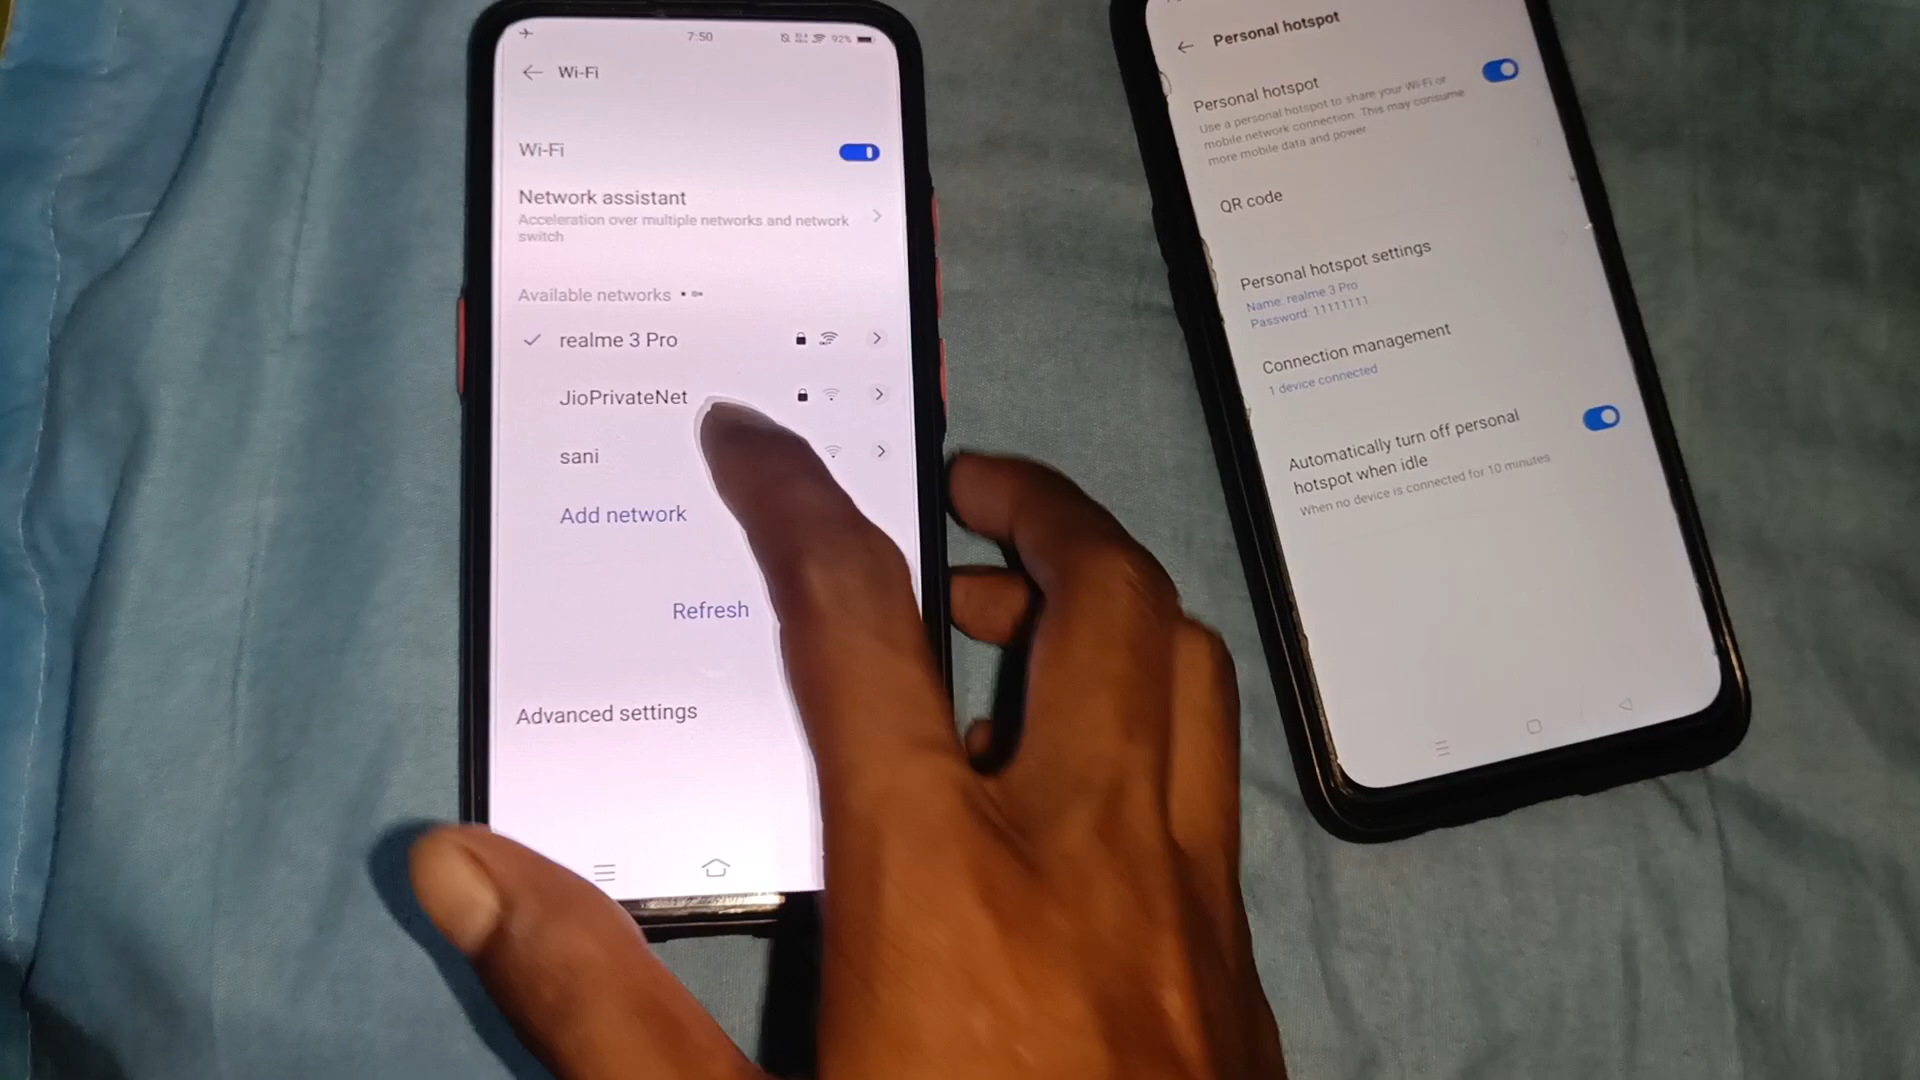 7:50
92%
Wi-Fi
Wi-Fi
Network assistant
Acceleration over multiple networks and network
switch
Available networks
realme 3 Pro
JioPrivateNet
sani
Add network
Refresh
Advanced settings
Personal hotspot
Personal hotspot
Use a personal hotspot to share your Wi-Fi or
mobile network connection. This may consume
more mobile data and power.
QR code
Personal hotspot settings
Name: realme 3 Pro
Password: 11111111
Connection management
1 device connected
Automatically turn off personal
hotspot when idle
When no device is connected for 10 minutes